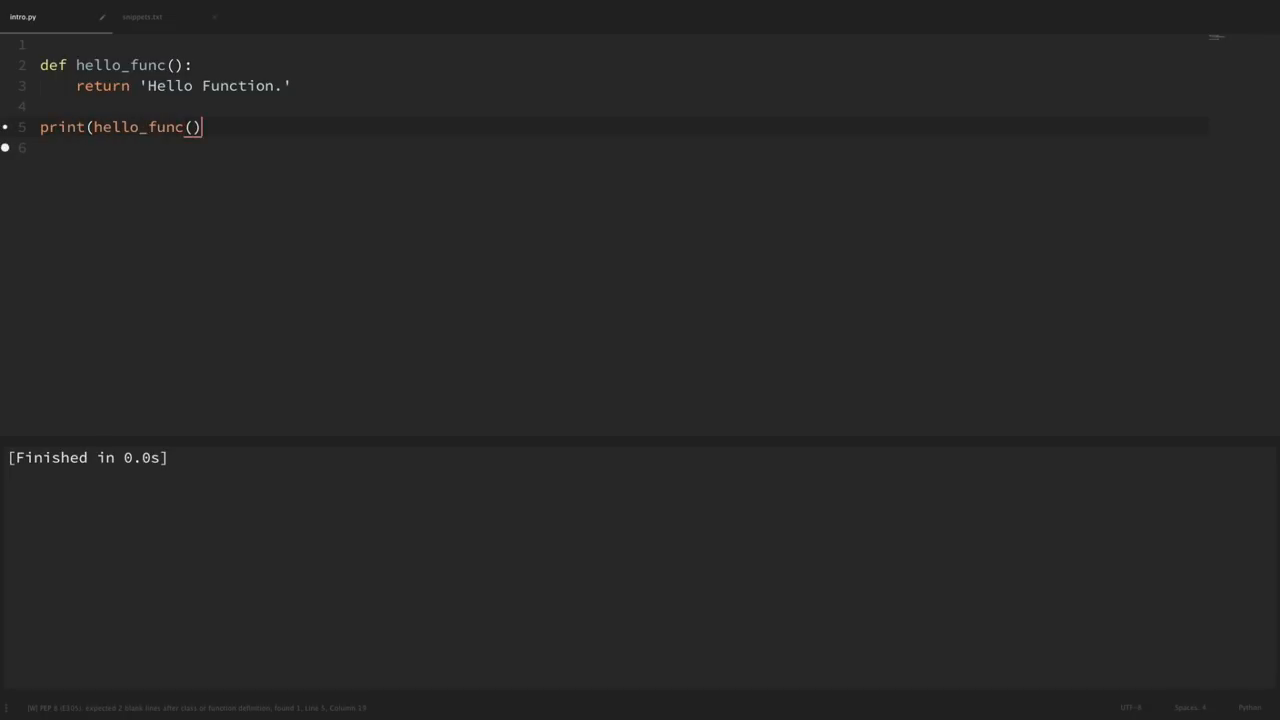 intro.py
snippets.txt
1
2 def hello_func():
3     return 'Hello Function.'
4
5 print(hello_func()
6
[Finished in 0.0s]
[W] PEP 8 (E305): expected 2 blank lines after class or function definition, found 1, Line 5, Column 19
UTF-8
Spaces: 4
Python